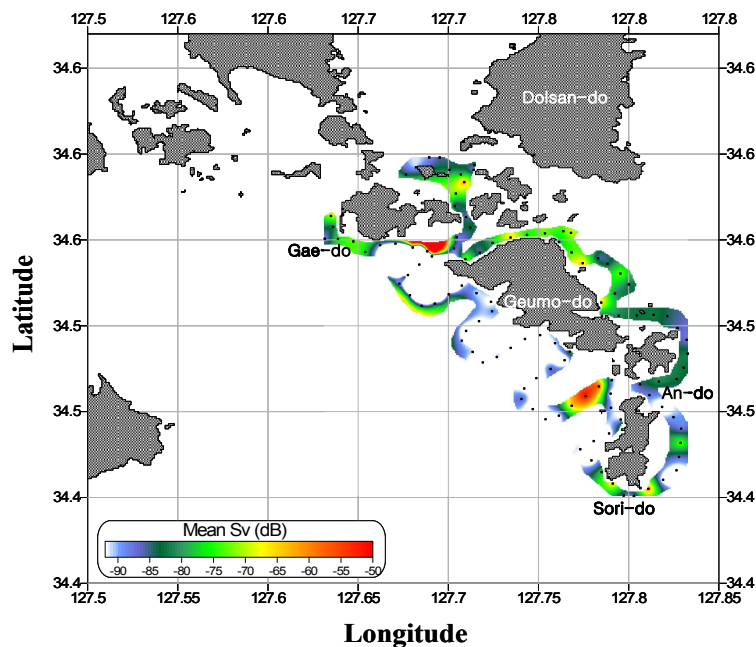 127.5 127.6 127.6 127.7 127.7 127.8 127.8 127.8
34.6 34.6
Dolsan-do
34.6 34.6
34.6 34.6
Gae-do
Geumo-do
34.5 34.5
An-do
34.5 34.5
34.4 34.4
Sori-do
Mean Sv (dB)
-90 -85 -80 -75 -70 -65 -60 -55 -50
34.4 34.4
127.5 127.55 127.6 127.65 127.7 127.75 127.8 127.85
Latitude
Longitude